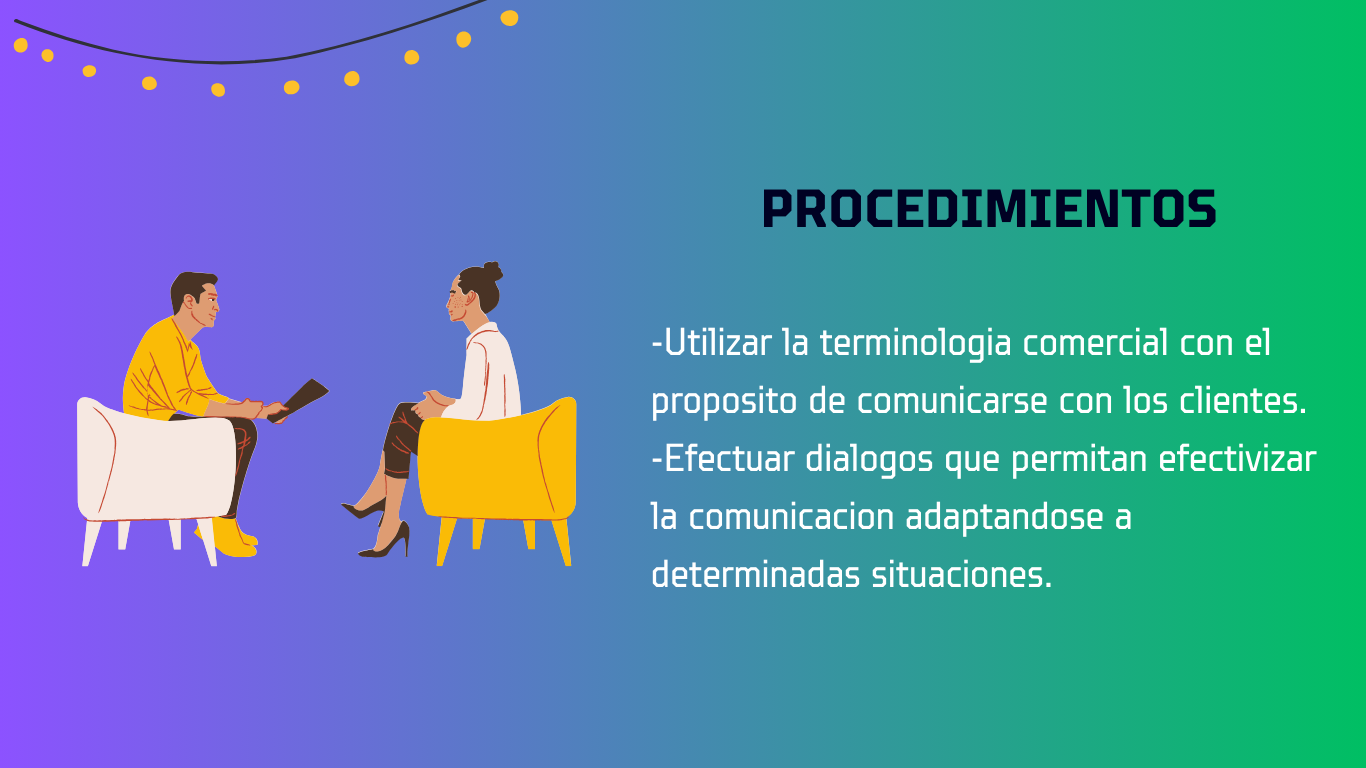 PROCEDIMIENTOS
-Utilizar la terminologia comercial con el
proposito de comunicarse con los clientes.
-Efectuar dialogos que permitan efectivizar
la comunicacion adaptandose a
determinadas situaciones.